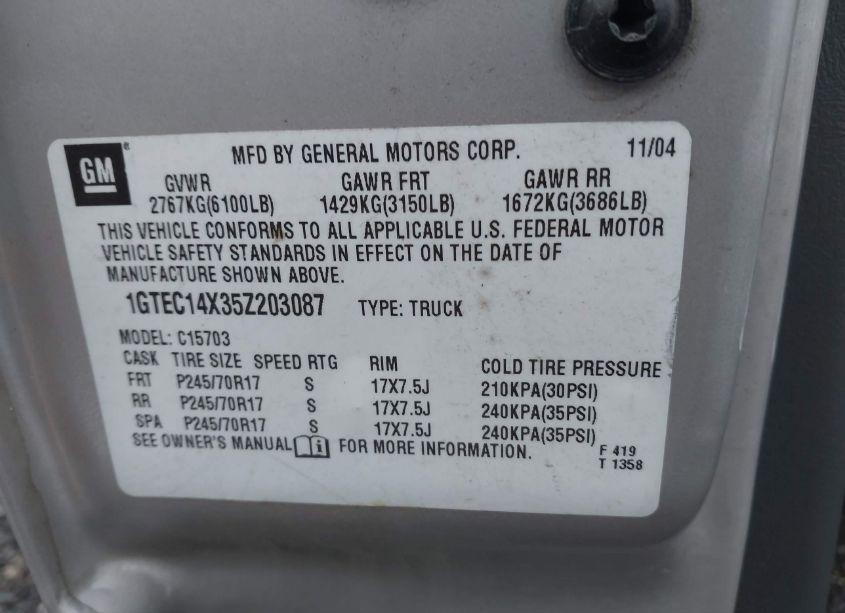 GM ® MFD BY GENERAL MOTORS CORP. 11/04
GVWR GAWR FRT GAWR RR
2767KG(6100LB) 1429KG(3150LB) 1672KG(3686LB)
THIS VEHICLE CONFORMS TO ALL APPLICABLE U.S. FEDERAL MOTOR
VEHICLE SAFETY STANDARDS IN EFFECT ON THE DATE OF
MANUFACTURE SHOWN ABOVE.
1GTEC14X35Z203087 TYPE: TRUCK
MODEL: C15703
CASK TIRE SIZE SPEED RTG RIM COLD TIRE PRESSURE
FRT P245/70R17 S 17X7.5J 210KPA(30PSI)
RR P245/70R17 S 17X7.5J 240KPA(35PSI)
SPA P245/70R17 S 17X7.5J 240KPA(35PSI)
SEE OWNER'S MANUAL FOR MORE INFORMATION.
F 419
T 1358